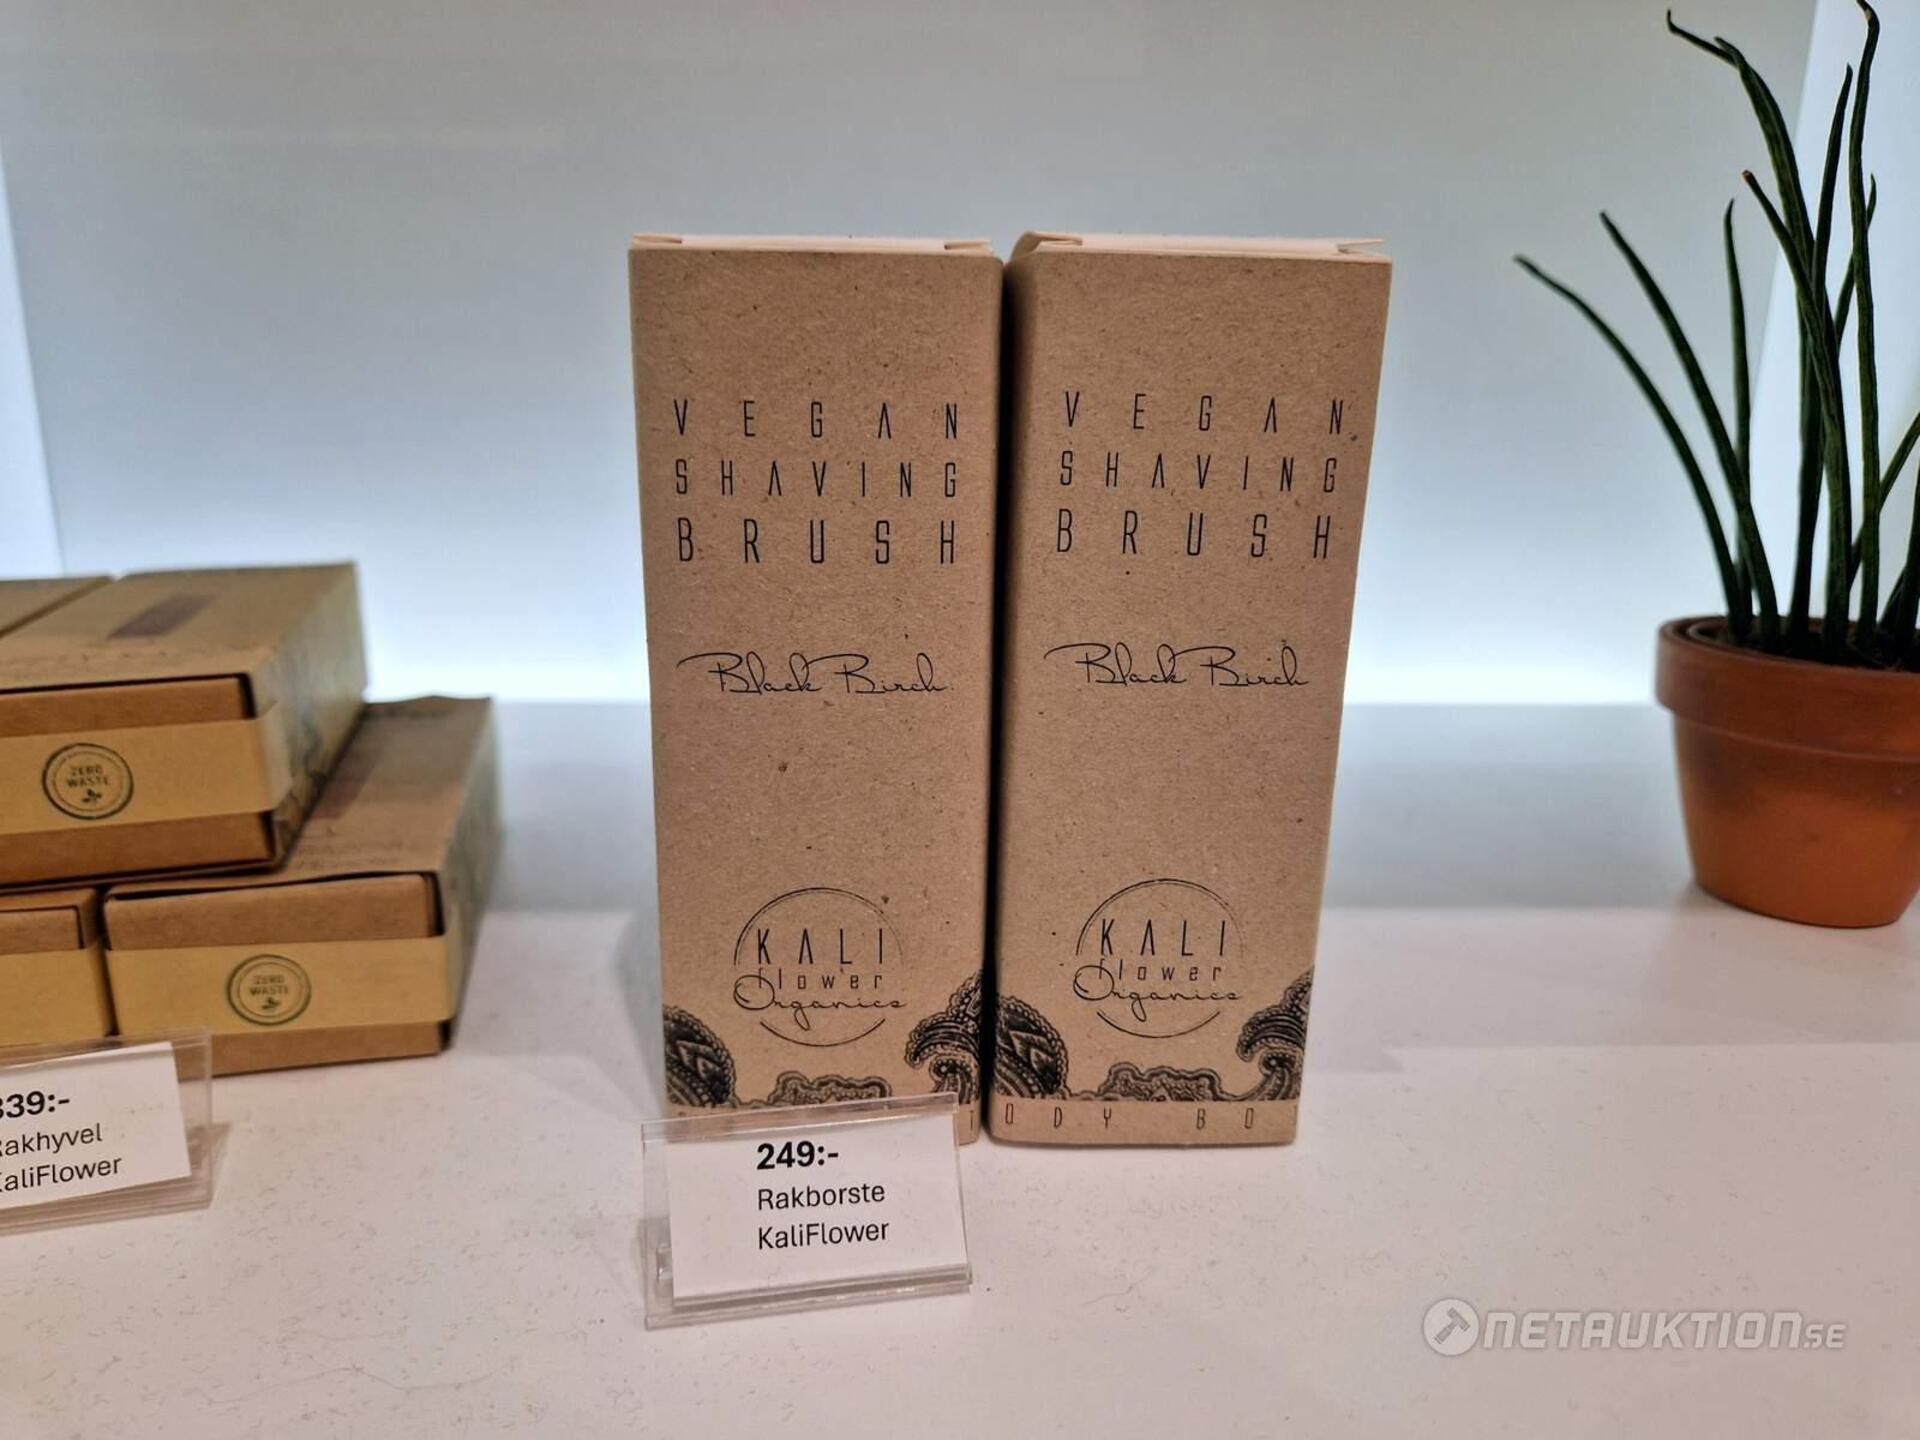 VEGAN
SHAVING
BRUSH
Black Birch
KALI
flower
Organics
VEGAN
SHAVING
BRUSH
Black Birch
KALI
flower
Organics
ZERO
WASTE
ZERO
WASTE
339:-
Rakhyvel
KaliFlower
249:-
Rakborste
KaliFlower
NETAUKTION.SE